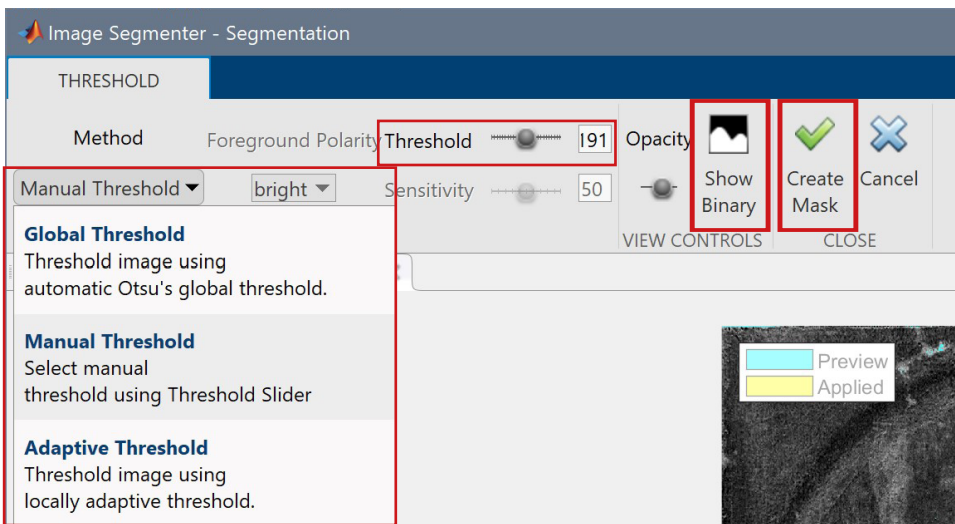 Image Segmenter - Segmentation
THRESHOLD
Method
Foreground Polarity
Threshold
Opacity
Manual Threshold
bright
Sensitivity
50
Show
Binary
Create
Mask
Cancel
VIEW CONTROLS
CLOSE
Global Threshold
Threshold image using
automatic Otsu's global threshold.
Manual Threshold
Select manual
threshold using Threshold Slider
Adaptive Threshold
Threshold image using
locally adaptive threshold.
Preview
Applied